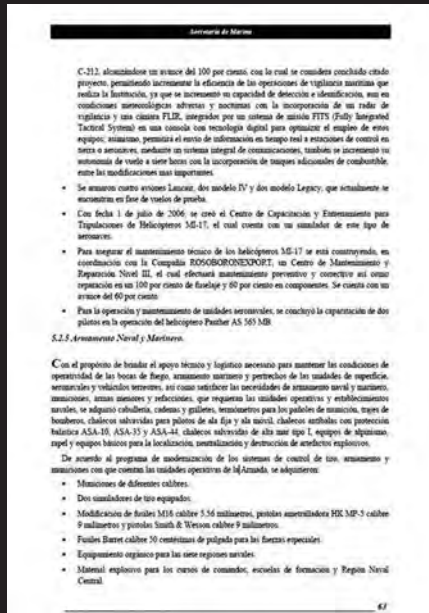 Secretaría de Marina
C-212, alcanzándose un avance del 100 por ciento, con lo cual se considera concluido citado
proyecto, permitiendo incrementar la eficiencia de las operaciones de vigilancia marítima que
realiza la Institución, ya que se incrementó su capacidad de detección e identificación, aun en
condiciones meteorológicas adversas y nocturnas con la incorporación de un radar de
vigilancia y una cámara FLIR, integrados por un sistema de misión FITS (Fully Integrated
Tactical System) en una consola con tecnología digital para optimizar el empleo de estos
equipos; asimismo, permitirá el envío de información en tiempo real a estaciones de control en
tierra o aeronaves, mediante un sistema integral de comunicaciones, también se incrementó su
autonomía de vuelo a siete horas con la incorporación de tanques adicionales de combustible,
entre las modificaciones mas importantes.
• Se armaron cuatro aviones Lancair, dos modelo IV y dos modelo Legacy, que actualmente se
encuentran en fase de vuelos de prueba.
• Con fecha 1 de julio de 2006, se creó el Centro de Capacitación y Entrenamiento para
Tripulaciones de Helicópteros MI-17, el cual cuenta con un simulador de este tipo de
aeronaves.
• Para asegurar el mantenimiento técnico de los helicópteros MI-17 se está construyendo, en
coordinación con la Compañía ROSOBORONEXPORT, un Centro de Mantenimiento y
Reparación Nivel III, el cual efectuará mantenimiento preventivo y correctivo así como
reparación en un 100 por ciento de fuselaje y 60 por ciento en componentes. Se cuenta con un
avance del 60 por ciento.
• Para la operación y mantenimiento de unidades aeronavales, se concluyó la capacitación de dos
pilotos en la operación del helicóptero Panther AS 565 MB.
5.2.5 Armamento Naval y Marinero.
Con el propósito de brindar el apoyo técnico y logístico necesario para mantener las condiciones de
operatividad de las bocas de fuego, armamento marinero y pertrechos de las unidades de superficie,
aeronavales y vehículos terrestres, así como satisfacer las necesidades de armamento naval y marinero,
municiones, armas menores y refacciones, que requieran las unidades operativas y establecimientos
navales, se adquirió cabullería, cadenas y grilletes, termómetros para los pañoles de munición, trajes de
bomberos, chalecos salvavidas para pilotos de ala fija y ala móvil, chalecos antibalas con protección
balística ASA-10, ASA-35 y ASA-44, chalecos salvavidas de alta mar tipo I, equipos de alpinismo,
rapel y equipos básicos para la localización, neutralización y destrucción de artefactos explosivos.
De acuerdo al programa de modernización de los sistemas de control de tiro, armamento y
municiones con que cuentan las unidades operativas de la Armada, se adquirieron:
• Municiones de diferentes calibres.
• Dos simuladores de tiro equipados.
• Modificación de fusiles M16 calibre 5.56 milímetros, pistolas ametralladora HK MP-5 calibre
9 milímetros y pistolas Smith & Wesson calibre 9 milímetros.
• Fusiles Barret calibre 50 centésimos de pulgada para las fuerzas especiales.
• Equipamiento orgánico para las siete regiones navales.
• Material explosivo para los cursos de comandos, escuelas de formación y Región Naval
Central.
63